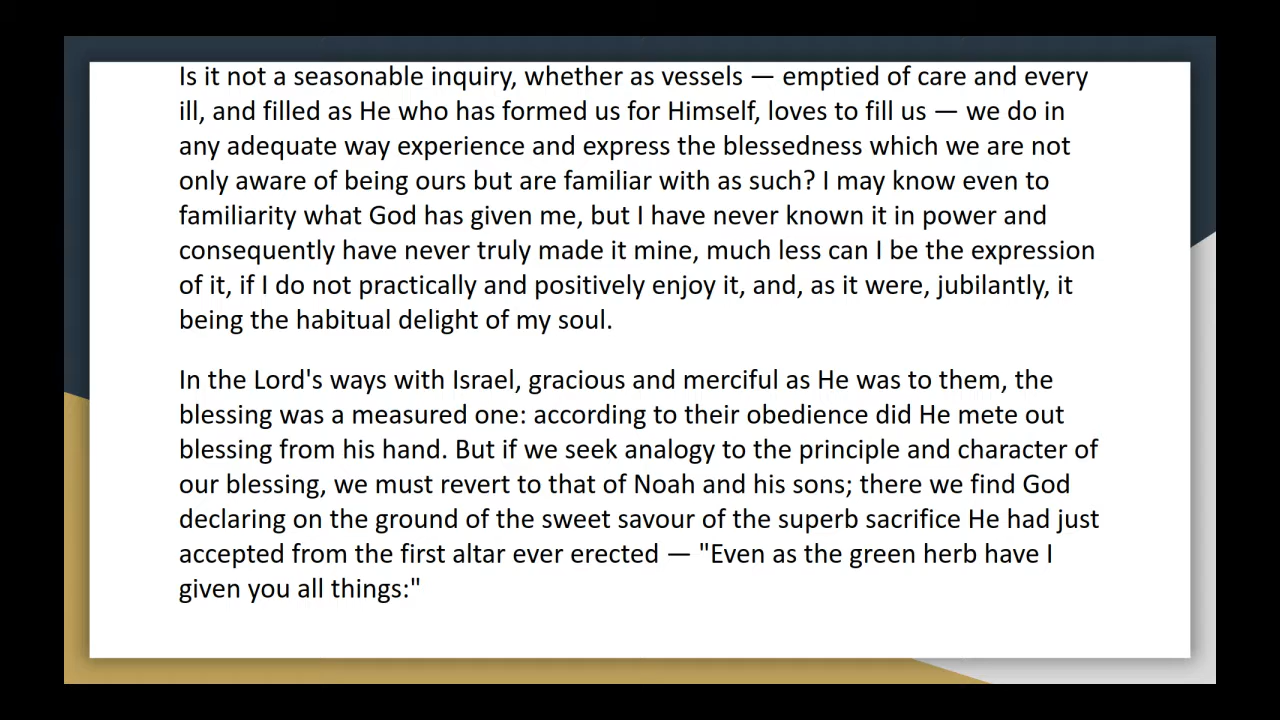 Is it not a seasonable inquiry, whether as vessels — emptied of care and every
ill, and filled as He who has formed us for Himself, loves to fill us — we do in
any adequate way experience and express the blessedness which we are not
only aware of being ours but are familiar with as such? I may know even to
familiarity what God has given me, but I have never known it in power and
consequently have never truly made it mine, much less can I be the expression
of it, if I do not practically and positively enjoy it, and, as it were, jubilantly, it
being the habitual delight of my soul.
In the Lord's ways with Israel, gracious and merciful as He was to them, the
blessing was a measured one: according to their obedience did He mete out
blessing from his hand. But if we seek analogy to the principle and character of
our blessing, we must revert to that of Noah and his sons; there we find God
declaring on the ground of the sweet savour of the superb sacrifice He had just
accepted from the first altar ever erected — "Even as the green herb have I
given you all things:"